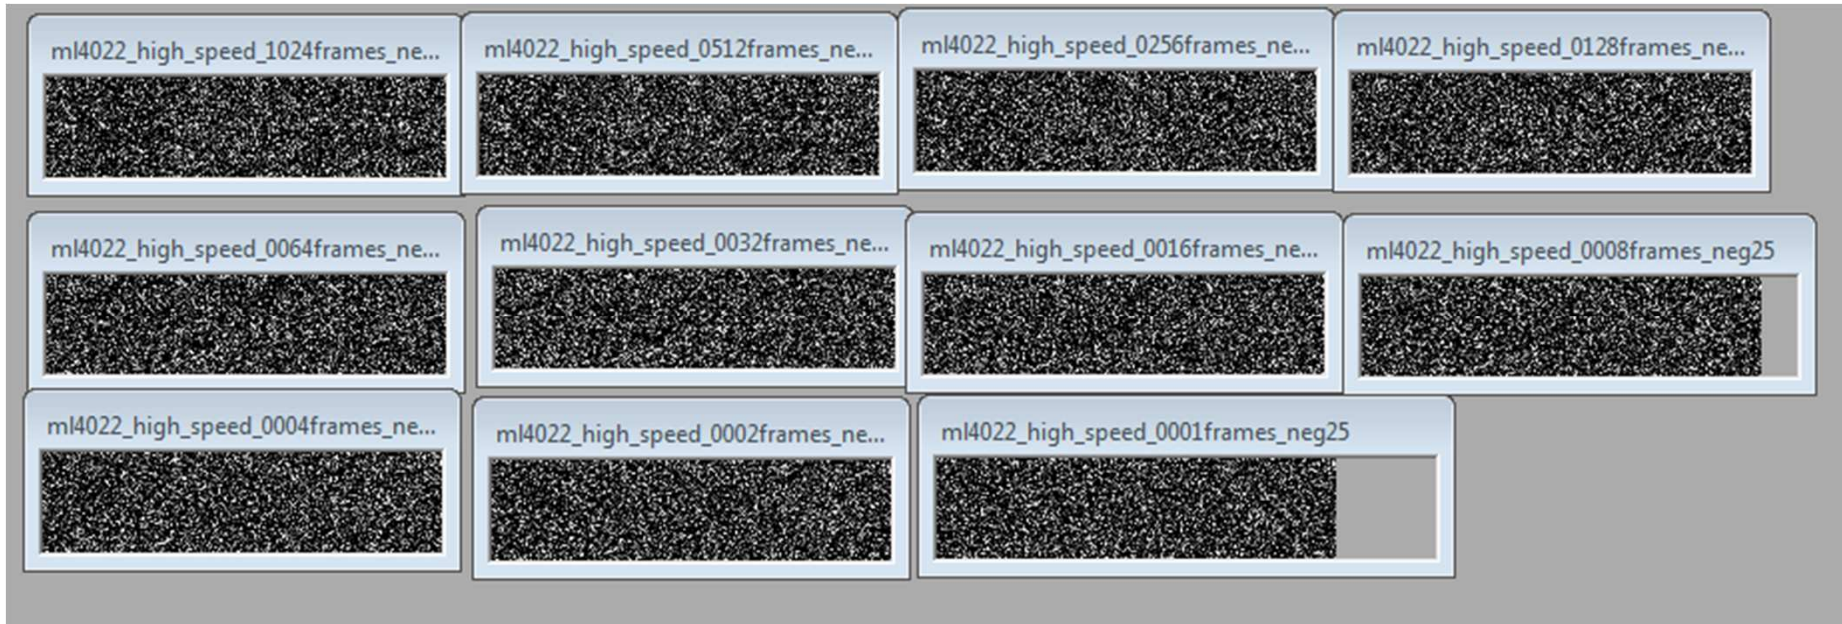 ml4022_high_speed_1024frames_ne...
ml4022_high_speed_0512frames_ne...
ml4022_high_speed_0256frames_ne...
ml4022_high_speed_0128frames_ne...
ml4022_high_speed_0064frames_ne...
ml4022_high_speed_0032frames_ne...
ml4022_high_speed_0016frames_ne...
ml4022_high_speed_0008frames_neg25
ml4022_high_speed_0004frames_ne...
ml4022_high_speed_0002frames_ne...
ml4022_high_speed_0001frames_neg25